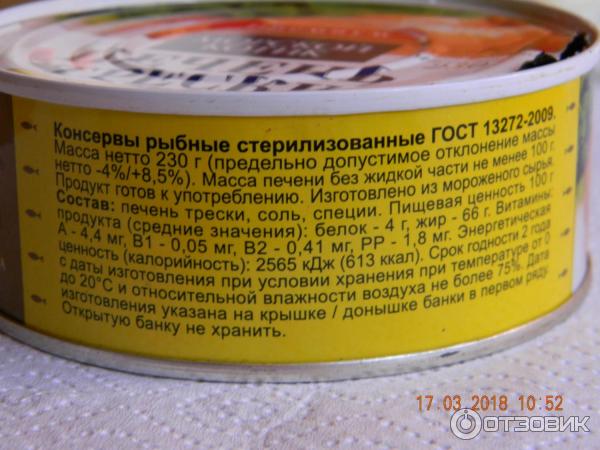 ПЕЧЕНЬ
ТРЕСКИ
Консервы рыбные стерилизованные ГОСТ 13272-2009.
Масса нетто 230 г (предельно допустимое отклонение массы
нетто -4%/+8,5%). Масса печени без жидкой части не менее 100 г.
Продукт готов к употреблению. Изготовлено из мороженого сырья.
Состав: печень трески, соль, специи. Пищевая ценность 100 г
продукта (средние значения): белок - 4 г, жир - 66 г. Витамины:
А - 4,4 мг, В1 - 0,05 мг, В2 - 0,41 мг, РР - 1,8 мг. Энергетическая
ценность (калорийность): 2565 кДж (613 ккал). Срок годности 2 года
с даты изготовления при условии хранения при температуре от 0
до 20°С и относительной влажности воздуха не более 75%. Дата
изготовления указана на крышке / донышке банки в первом ряду.
Открытую банку не хранить.
17.03.2018 10:52
ОТЗОВИК